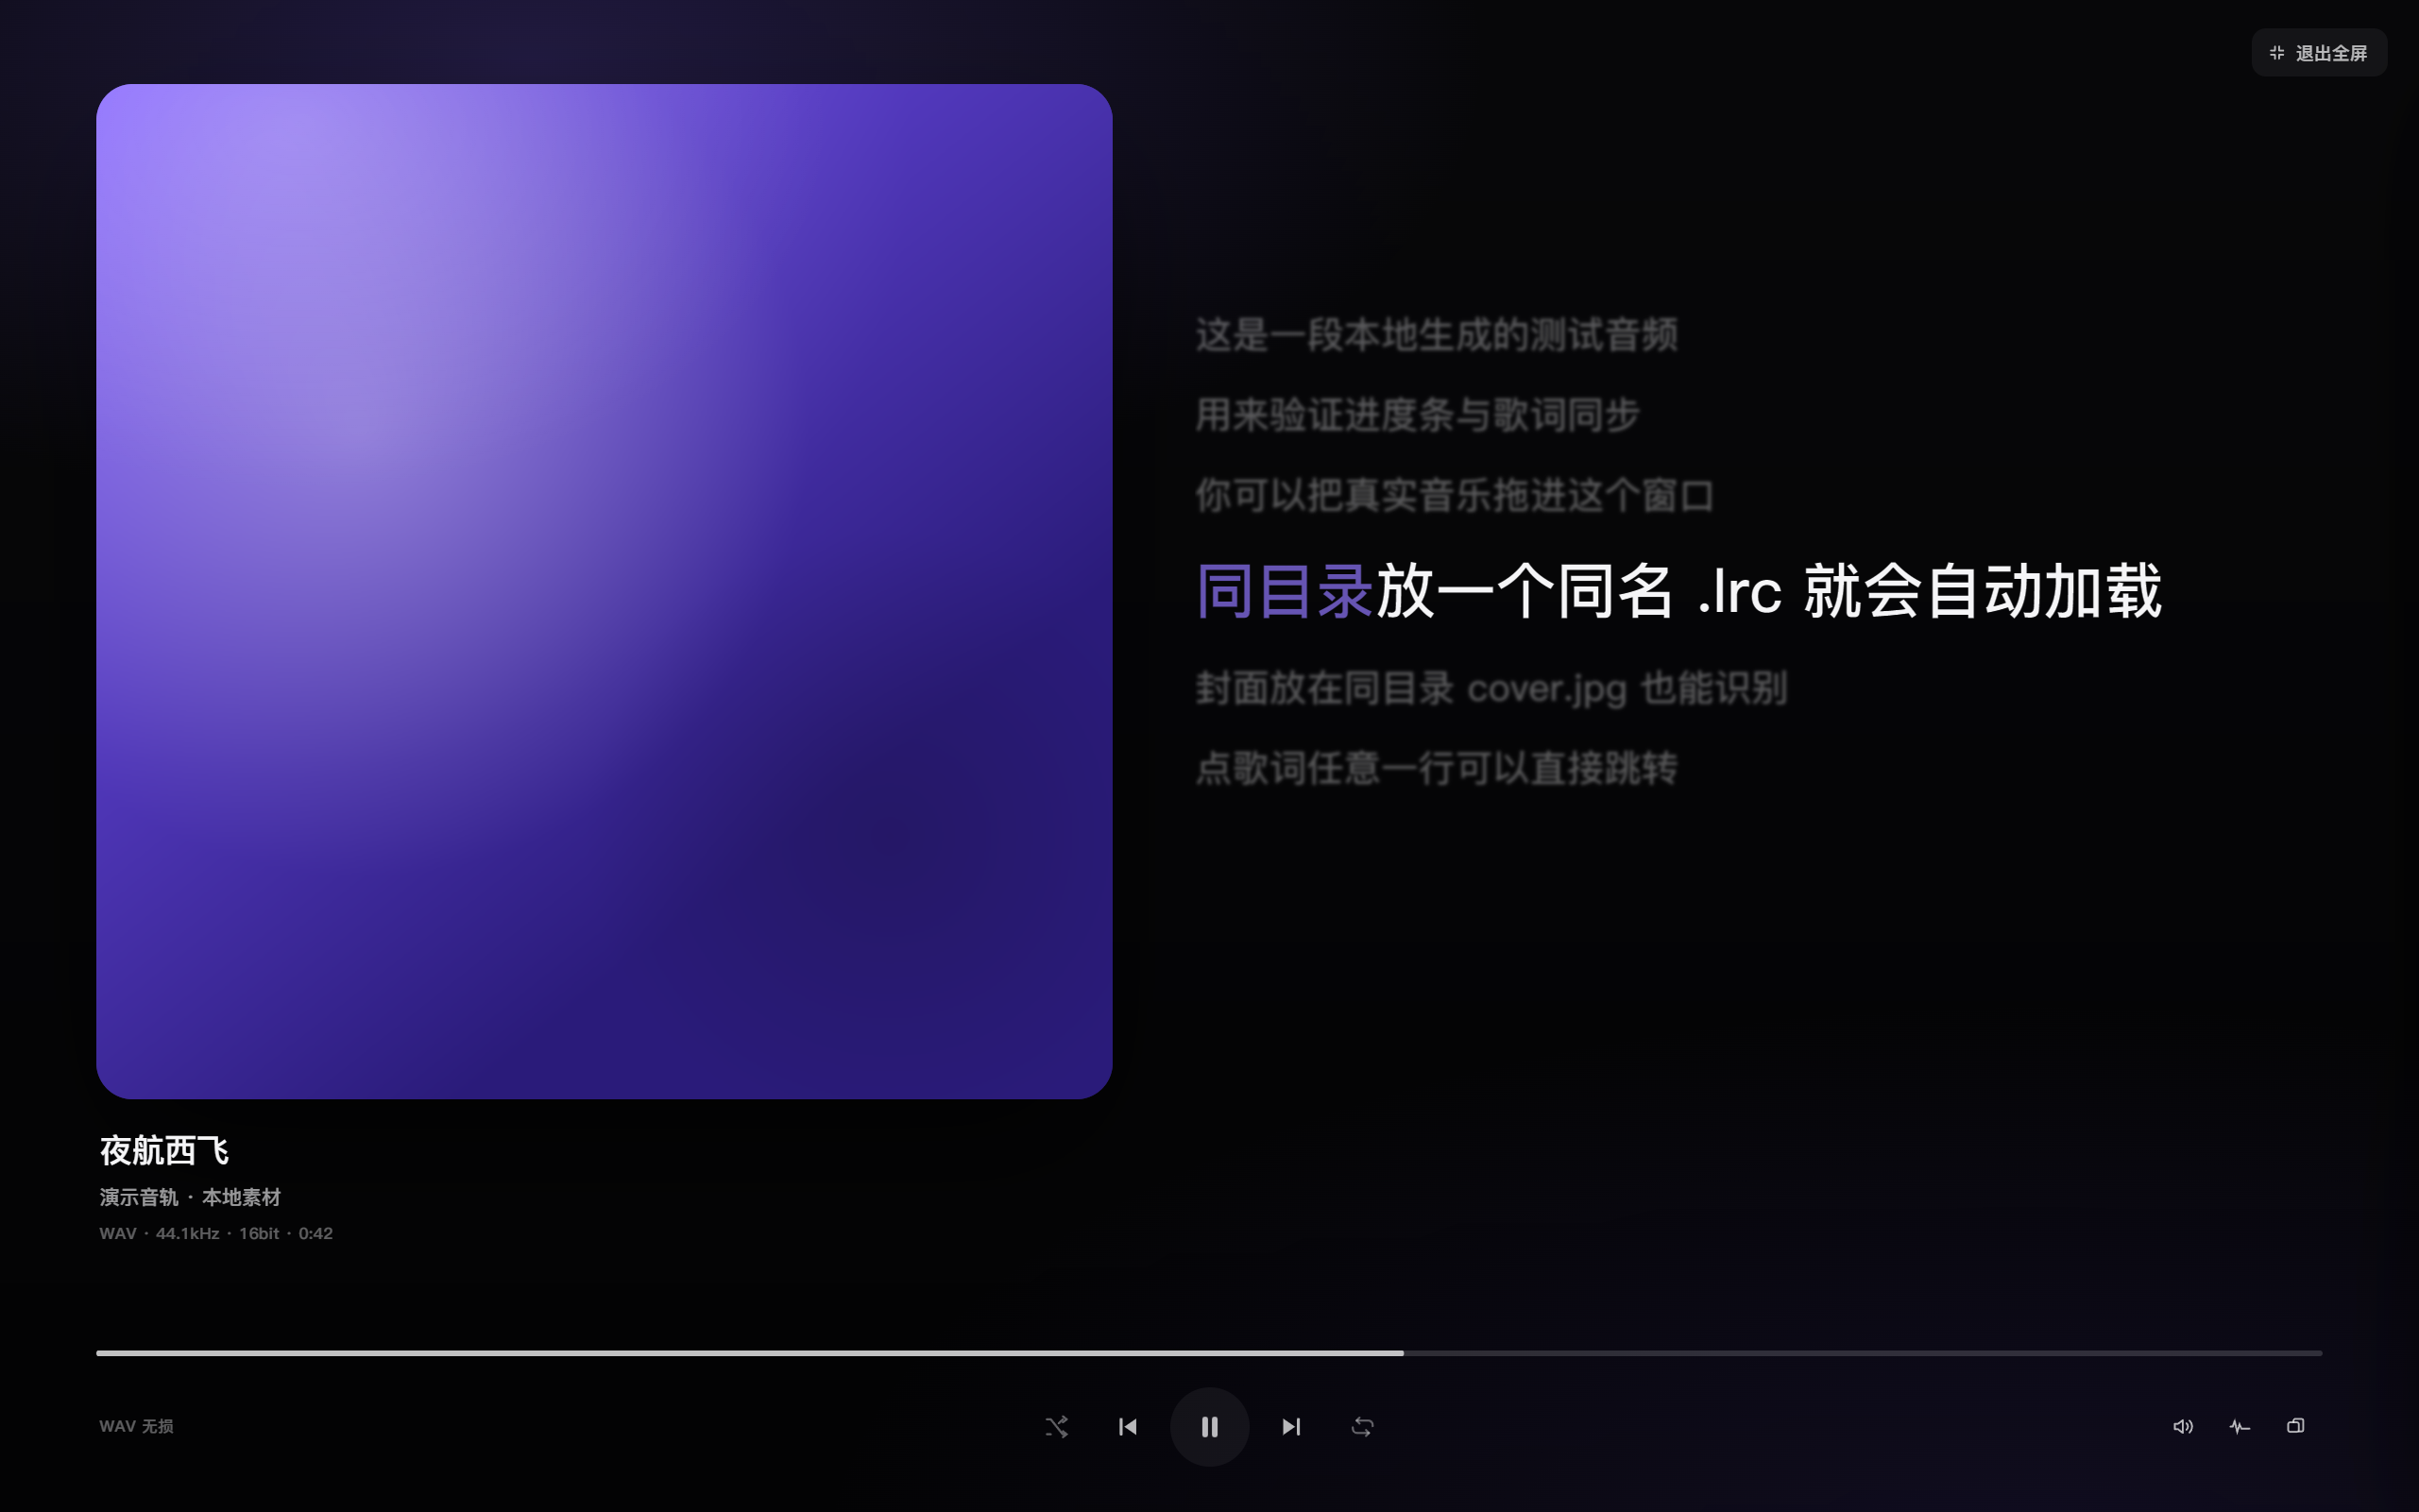 退出全屏
这是一段本地生成的测试音频
用来验证进度条与歌词同步
你可以把真实音乐拖进这个窗口
同目录放一个同名 .lrc 就会自动加载
封面放在同目录 cover.jpg 也能识别
点歌词任意一行可以直接跳转
夜航西飞
演示音轨 · 本地素材
WAV · 44.1kHz · 16bit · 0:42
WAV 无损